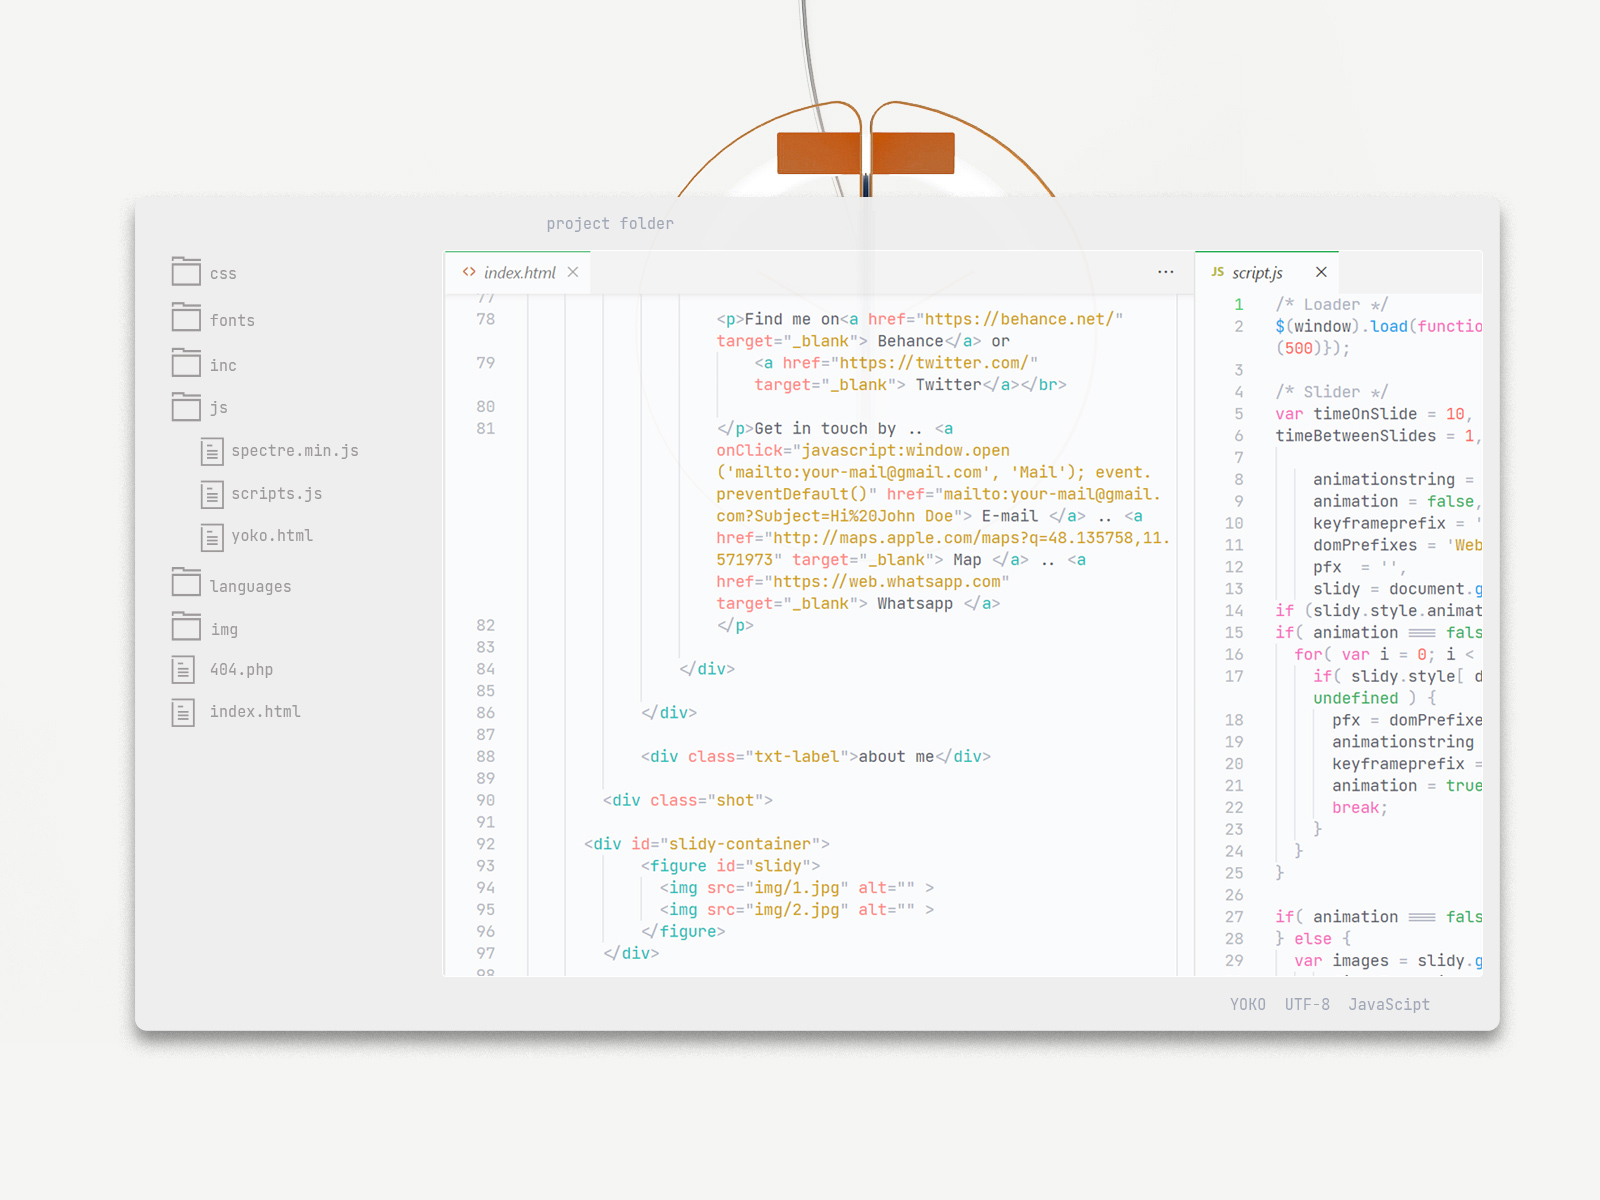 project folder
css
fonts
inc
js
spectre.min.js
scripts.js
yoko.html
languages
img
404.php
index.html
<> index.html ×
...
77
78 <p>Find me on<a href="https://behance.net/"
target="_blank"> Behance</a> or
79 <a href="https://twitter.com/"
target="_blank"> Twitter</a></br>
80
81 </p>Get in touch by .. <a
onClick="javascript:window.open
('mailto:your-mail@gmail.com', 'Mail'); event.
preventDefault()" href="mailto:your-mail@gmail.
com?Subject=Hi%20John Doe"> E-mail </a> .. <a
href="http://maps.apple.com/maps?q=48.135758,11.
571973" target="_blank"> Map </a> .. <a
href="https://web.whatsapp.com"
target="_blank"> Whatsapp </a>
82 </p>
83
84 </div>
85
86 </div>
87
88 <div class="txt-label">about me</div>
89
90 <div class="shot">
91
92 <div id="slidy-container">
93 <figure id="slidy">
94 <img src="img/1.jpg" alt="" >
95 <img src="img/2.jpg" alt="" >
96 </figure>
97 </div>
98
JS script.js ×
1 /* Loader */
2 $(window).load(functio
(500)});
3
4 /* Slider */
5 var timeOnSlide = 10,
6 timeBetweenSlides = 1,
7
8 animationstring =
9 animation = false,
10 keyframeprefix = '
11 domPrefixes = 'Web
12 pfx = '',
13 slidy = document.g
14 if (slidy.style.animat
15 if( animation === fals
16 for( var i = 0; i <
17 if( slidy.style[ d
undefined ) {
18 pfx = domPrefixe
19 animationstring
20 keyframeprefix =
21 animation = true
22 break;
23 }
24 }
25 }
26
27 if( animation === fals
28 } else {
29 var images = slidy.g
YOKO UTF-8 JavaScipt